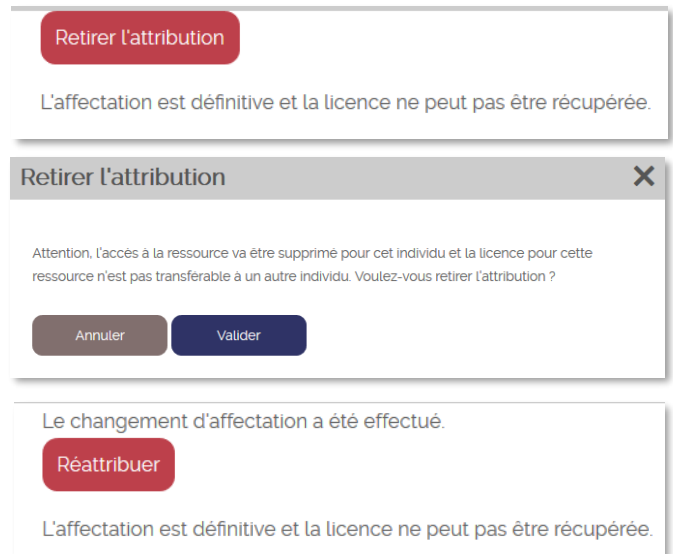 Retirer l'attribution
L'affectation est définitive et la licence ne peut pas être récupérée.
Retirer l'attribution
Attention, l'accès à la ressource va être supprimé pour cet individu et la licence pour cette
ressource n'est pas transférable à un autre individu. Voulez-vous retirer l'attribution ?
Annuler Valider
Le changement d'affectation a été effectué.
Réattribuer
L'affectation est définitive et la licence ne peut pas être récupérée.